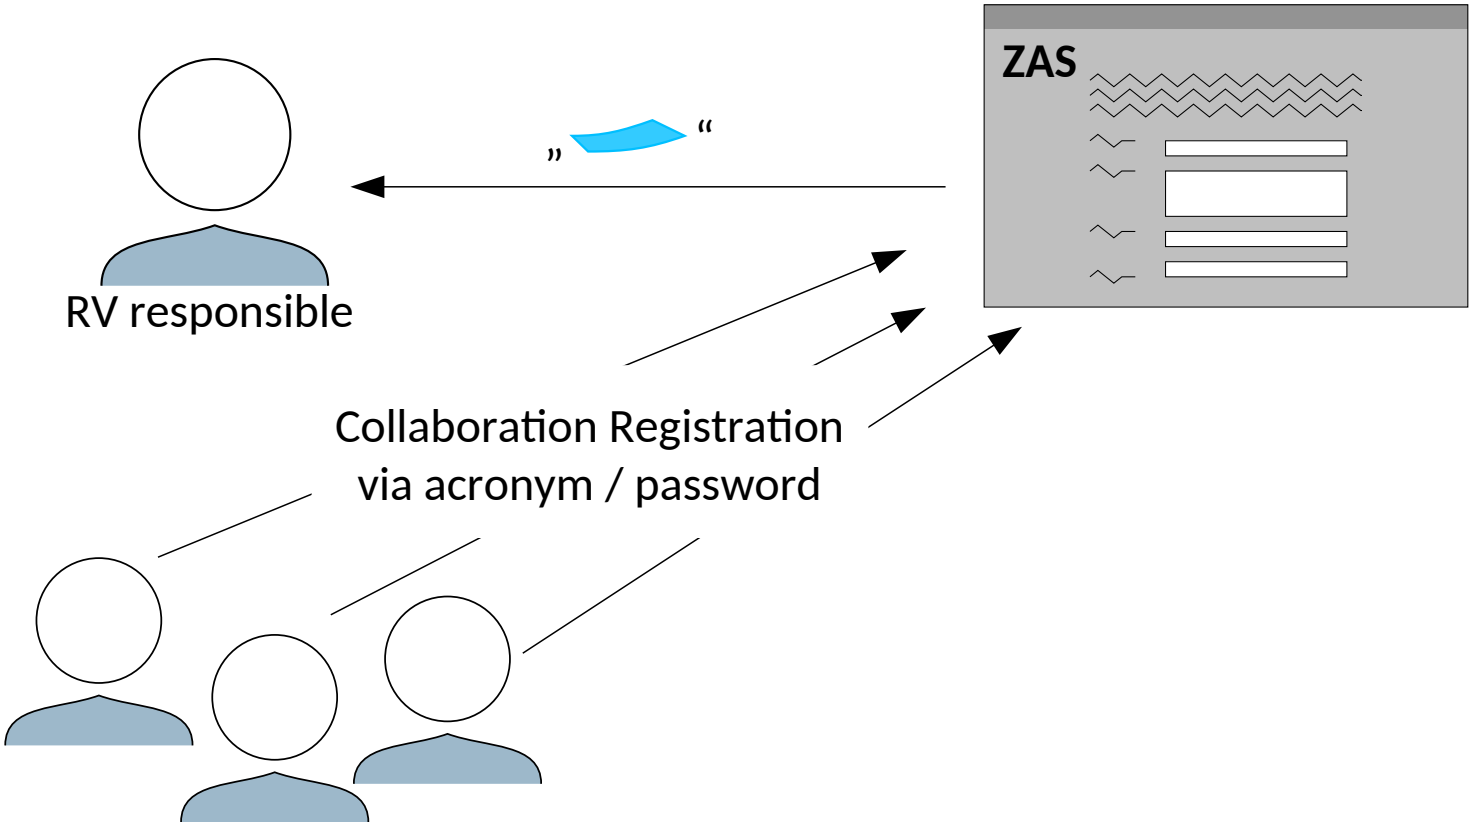 ZAS
„ “
RV responsible
Collaboration Registration
via acronym / password